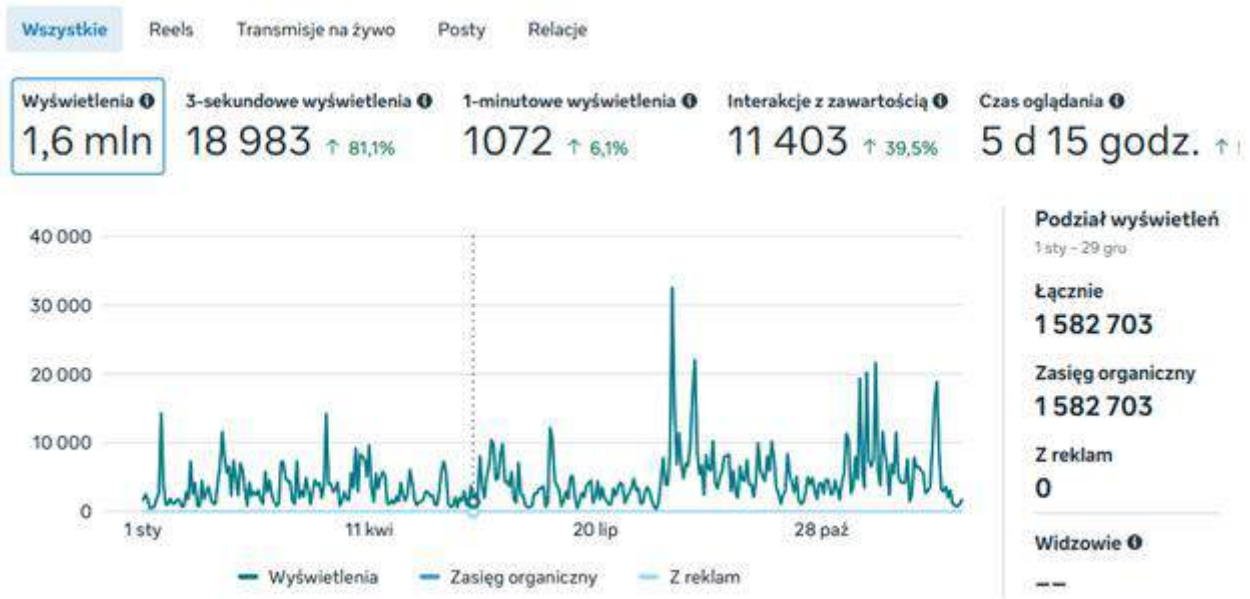 Wszystkie Reels Transmisje na żywo Posty Relacje
Wyświetlenia 3-sekundowe wyświetlenia 1-minutowe wyświetlenia Interakcje z zawartością Czas oglądania
1,6 mln 18 983 ↑ 81,1% 1072 ↑ 6,1% 11 403 ↑ 39,5% 5 d 15 godz. ↑
Podział wyświetleń
1 sty – 29 gru
Łącznie
1 582 703
Zasięg organiczny
1 582 703
Z reklam
0
Widzowie
--
40 000
30 000
20 000
10 000
0
1 sty 11 kwi 20 lip 28 paź
Wyświetlenia Zasięg organiczny Z reklam